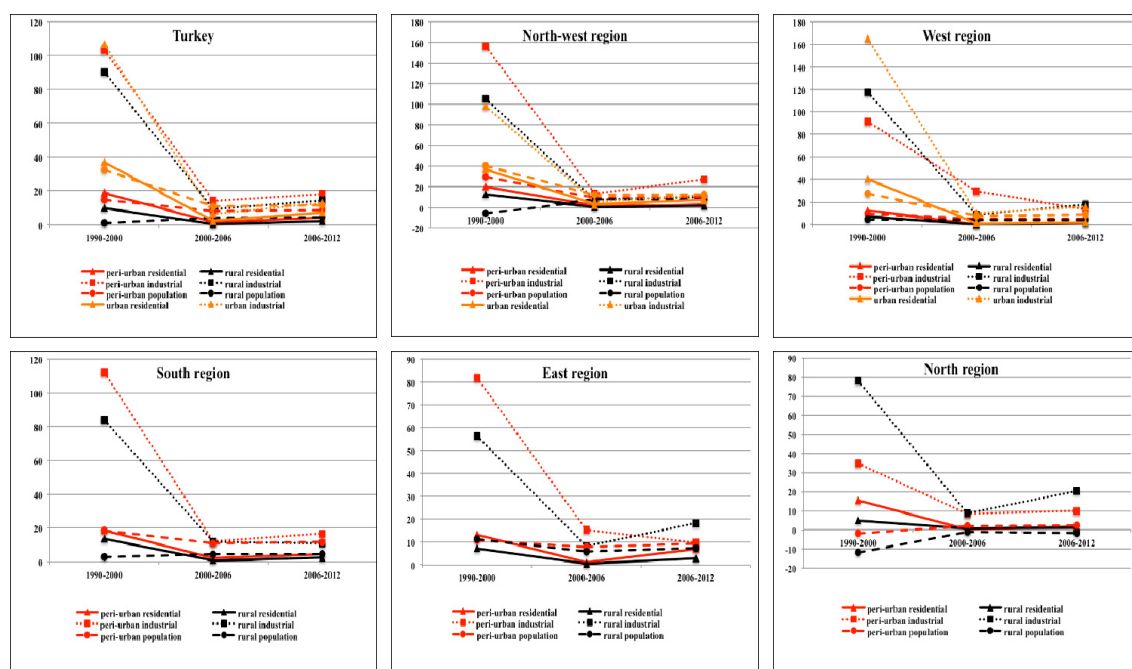 Turkey
120
100
80
60
40
20
0
1990-2000 2000-2006 2006-2012
peri-urban residential rural residential
peri-urban industrial rural industrial
peri-urban population rural population
urban residential urban industrial
North-west region
180
160
140
120
100
80
60
40
20
0
-20
1990-2000 2000-2006 2006-2012
peri-urban residential rural residential
peri-urban industrial rural industrial
peri-urban population rural population
urban residential urban industrial
West region
180
160
140
120
100
80
60
40
20
0
1990-2000 2000-2006 2006-2012
peri-urban residential rural residential
peri-urban industrial rural industrial
peri-urban population rural population
urban residential urban industrial
South region
120
100
80
60
40
20
0
1990-2000 2000-2006 2006-2012
peri-urban residential rural residential
peri-urban industrial rural industrial
peri-urban population rural population
East region
90
80
70
60
50
40
30
20
10
0
1990-2000 2000-2006 2006-2012
peri-urban residential rural residential
peri-urban industrial rural industrial
peri-urban population rural population
North region
90
80
70
60
50
40
30
20
10
0
-10
-20
1990-2000 2000-2006 2006-2012
peri-urban residential rural residential
peri-urban industrial rural industrial
peri-urban population rural population